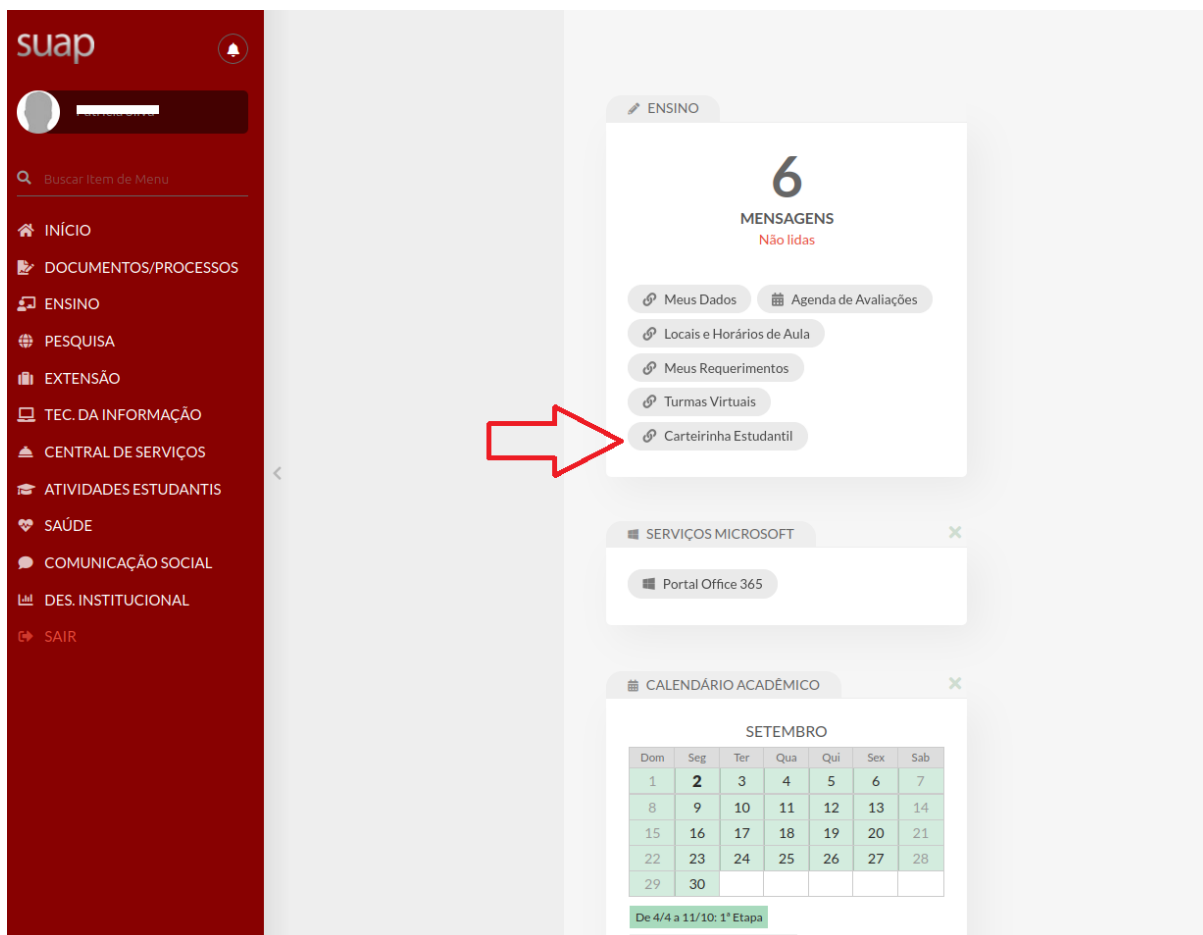 suap
Buscar Item de Menu
INÍCIO
DOCUMENTOS/PROCESSOS
ENSINO
PESQUISA
EXTENSÃO
TEC. DA INFORMAÇÃO
CENTRAL DE SERVIÇOS
ATIVIDADES ESTUDANTIS
SAÚDE
COMUNICAÇÃO SOCIAL
DES. INSTITUCIONAL
SAIR
ENSINO
6
MENSAGENS
Não lidas
Meus Dados Agenda de Avaliações
Locais e Horários de Aula
Meus Requerimentos
Turmas Virtuais
Carteirinha Estudantil
SERVIÇOS MICROSOFT
Portal Office 365
CALENDÁRIO ACADÊMICO
SETEMBRO
Dom Seg Ter Qua Qui Sex Sab
1 2 3 4 5 6 7
8 9 10 11 12 13 14
15 16 17 18 19 20 21
22 23 24 25 26 27 28
29 30
De 4/4 a 11/10: 1ª Etapa